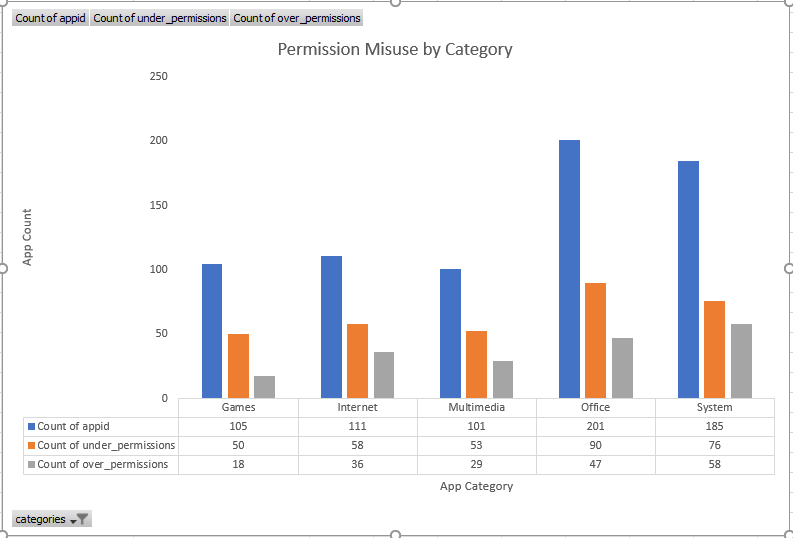 Count of appid Count of under_permissions Count of over_permissions
Permission Misuse by Category
250
200
150
100
50
0
App Count
Games Internet Multimedia Office System
Count of appid 105 111 101 201 185
Count of under_permissions 50 58 53 90 76
Count of over_permissions 18 36 29 47 58
App Category
categories